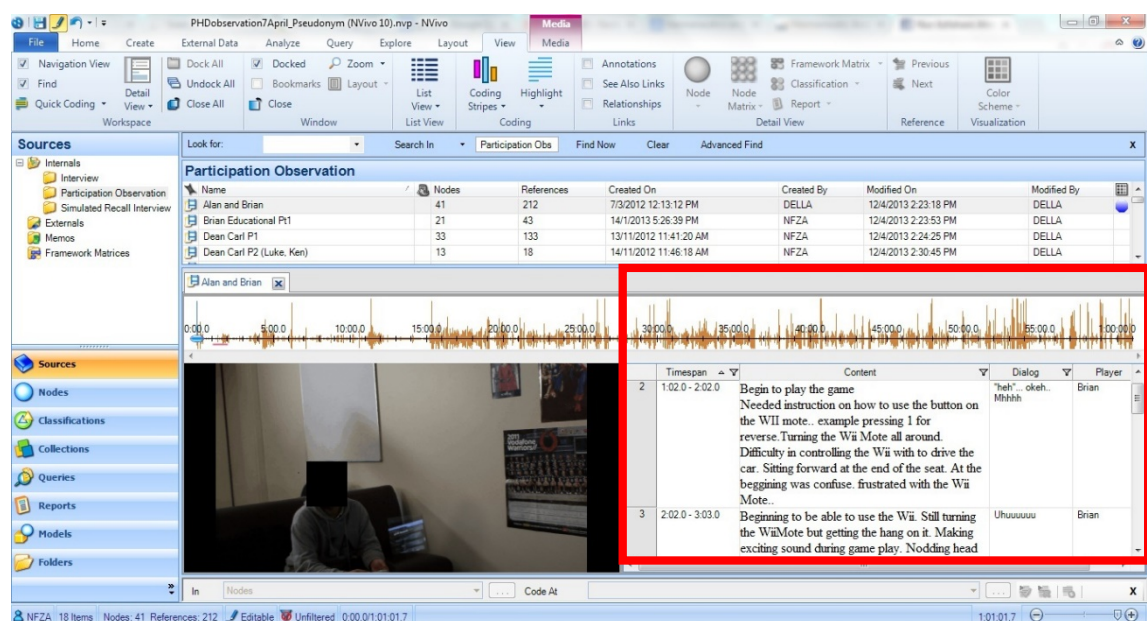 PHDobservation7April_Pseudonym (NVivo 10).nvp - NVivo Media
File Home Create External Data Analyze Query Explore Layout View Media
Navigation View Dock All Docked Zoom Annotations Framework Matrix Previous
Find Undock All Bookmarks Layout See Also Links Classification Next
Quick Coding Detail View Close All Close List View Coding Stripes Highlight Relationships Node Node Matrix Report Color Scheme
Workspace Window List View Coding Links Detail View Reference Visualization
Sources Look for: Search In Participation Obs Find Now Clear Advanced Find X
Internals
Interview
Participation Observation
Simulated Recall Interview
Externals
Memos
Framework Matrices
Participation Observation
Name Nodes References Created On Created By Modified On Modified By
Alan and Brian 41 212 7/3/2012 12:13:12 PM DELLA 12/4/2013 2:23:18 PM DELLA
Brian Educational Pt1 21 43 14/1/2013 5:26:39 PM NFZA 12/4/2013 2:23:53 PM DELLA
Dean Carl P1 33 133 13/11/2012 11:41:20 AM NFZA 12/4/2013 2:24:25 PM DELLA
Dean Carl P2 (Luke, Ken) 13 18 14/11/2012 11:46:18 AM NFZA 12/4/2013 2:30:45 PM DELLA
Alan and Brian
0:00.0 5:00.0 10:00.0 15:00.0 20:00.0 25:00.0 30:00.0 35:00.0 40:00.0 45:00.0 50:00.0 55:00.0 1:00:00.0
Sources
Nodes
Classifications
Collections
Queries
Reports
Models
Folders
2011
Vodafone
Warriors
Timespan Content Dialog Player
2 1:02.0 - 2:02.0 Begin to play the game "heh"... okeh.. Brian
Needed instruction on how to use the button on Mhhhh
the WII mote.. example pressing 1 for
reverse.Turning the Wii Mote all around.
Difficulty in controlling the Wii with to drive the
car. Sitting forward at the end of the seat. At the
beggining was confuse. frustrated with the Wii
Mote..
3 2:02.0 - 3:03.0 Beginning to be able to use the Wii. Still turning Uhuuuuu Brian
the WiiMote but getting the hang on it. Making
exciting sound during game play. Nodding head
In Nodes ... Code At ... X
NFZA 18 Items Nodes: 41 References: 212 Editable Unfiltered 0:00.0/1:01:01.7 1:01:01.7